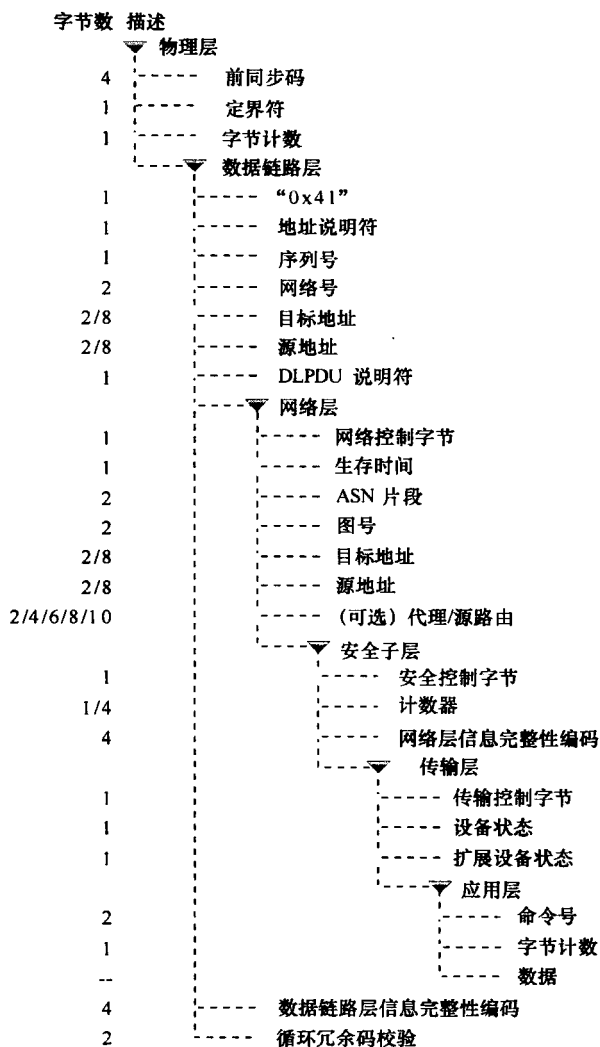 字节数 描述
物理层
4 前同步码
1 定界符
1 字节计数
数据链路层
1 “0x41”
1 地址说明符
1 序列号
2 网络号
2/8 目标地址
2/8 源地址
1 DLPDU 说明符
网络层
1 网络控制字节
1 生存时间
2 ASN 片段
2 图号
2/8 目标地址
2/8 源地址
2/4/6/8/10 (可选) 代理/源路由
安全子层
1 安全控制字节
1/4 计数器
4 网络层信息完整性编码
传输层
1 传输控制字节
1 设备状态
1 扩展设备状态
应用层
2 命令号
1 字节计数
-- 数据
4 数据链路层信息完整性编码
2 循环冗余码校验